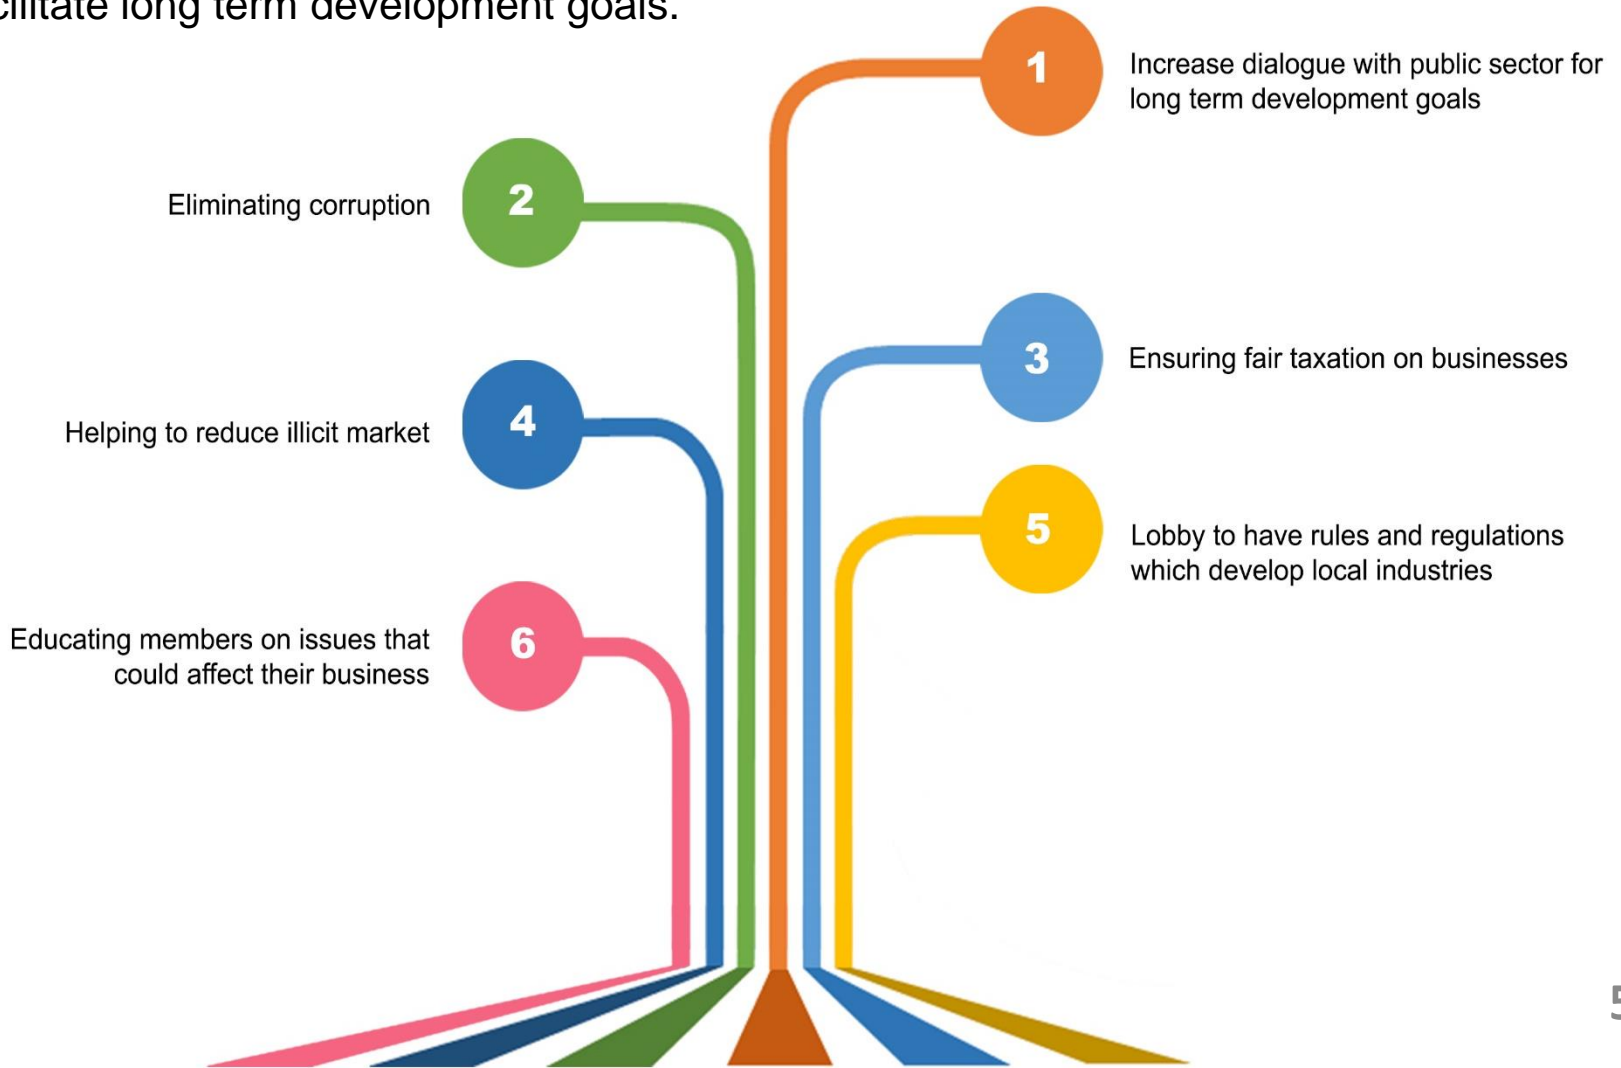 cilitate long term development goals.
1
Increase dialogue with public sector for
long term development goals
2
Eliminating corruption
3
Ensuring fair taxation on businesses
4
Helping to reduce illicit market
5
Lobby to have rules and regulations
which develop local industries
6
Educating members on issues that
could affect their business